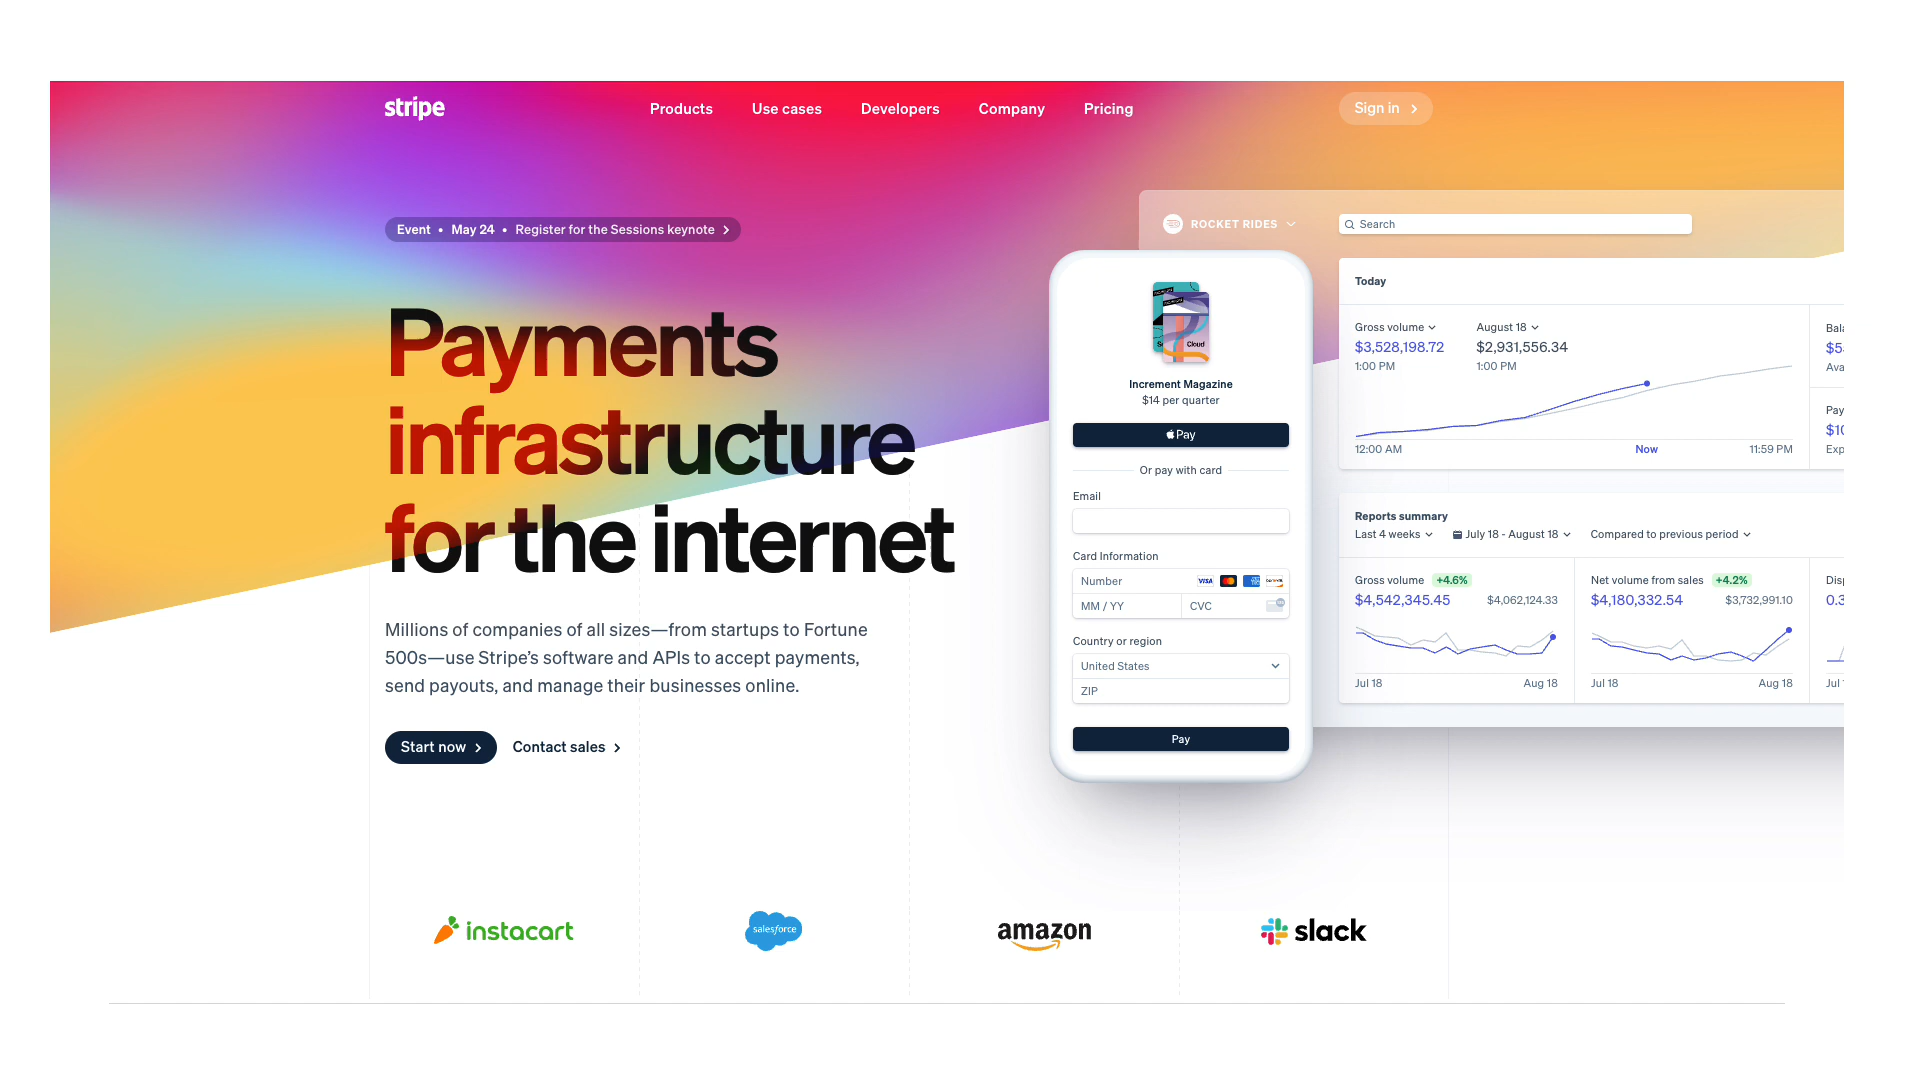 stripe
Products
Use cases
Developers
Company
Pricing
Sign in
Event • May 24 • Register for the Sessions keynote
Payments
infrastructure
for the internet
Millions of companies of all sizes—from startups to Fortune
500s—use Stripe’s software and APIs to accept payments,
send payouts, and manage their businesses online.
Start now
Contact sales
Cloud
Increment Magazine
$14 per quarter
Pay
Or pay with card
Email
Card Information
Number
VISA
MM / YY
CVC
Country or region
United States
ZIP
Pay
ROCKET RIDES
Search
Today
Gross volume
August 18
$3,528,198.72
$2,931,556.34
1:00 PM
1:00 PM
12:00 AM
Now
11:59 PM
Reports summary
Last 4 weeks
July 18 - August 18
Compared to previous period
Gross volume +4.6%
$4,542,345.45
$4,062,124.33
Jul 18
Aug 18
Net volume from sales +4.2%
$4,180,332.54
$3,732,991.10
Jul 18
Aug 18
instacart
salesforce
amazon
slack